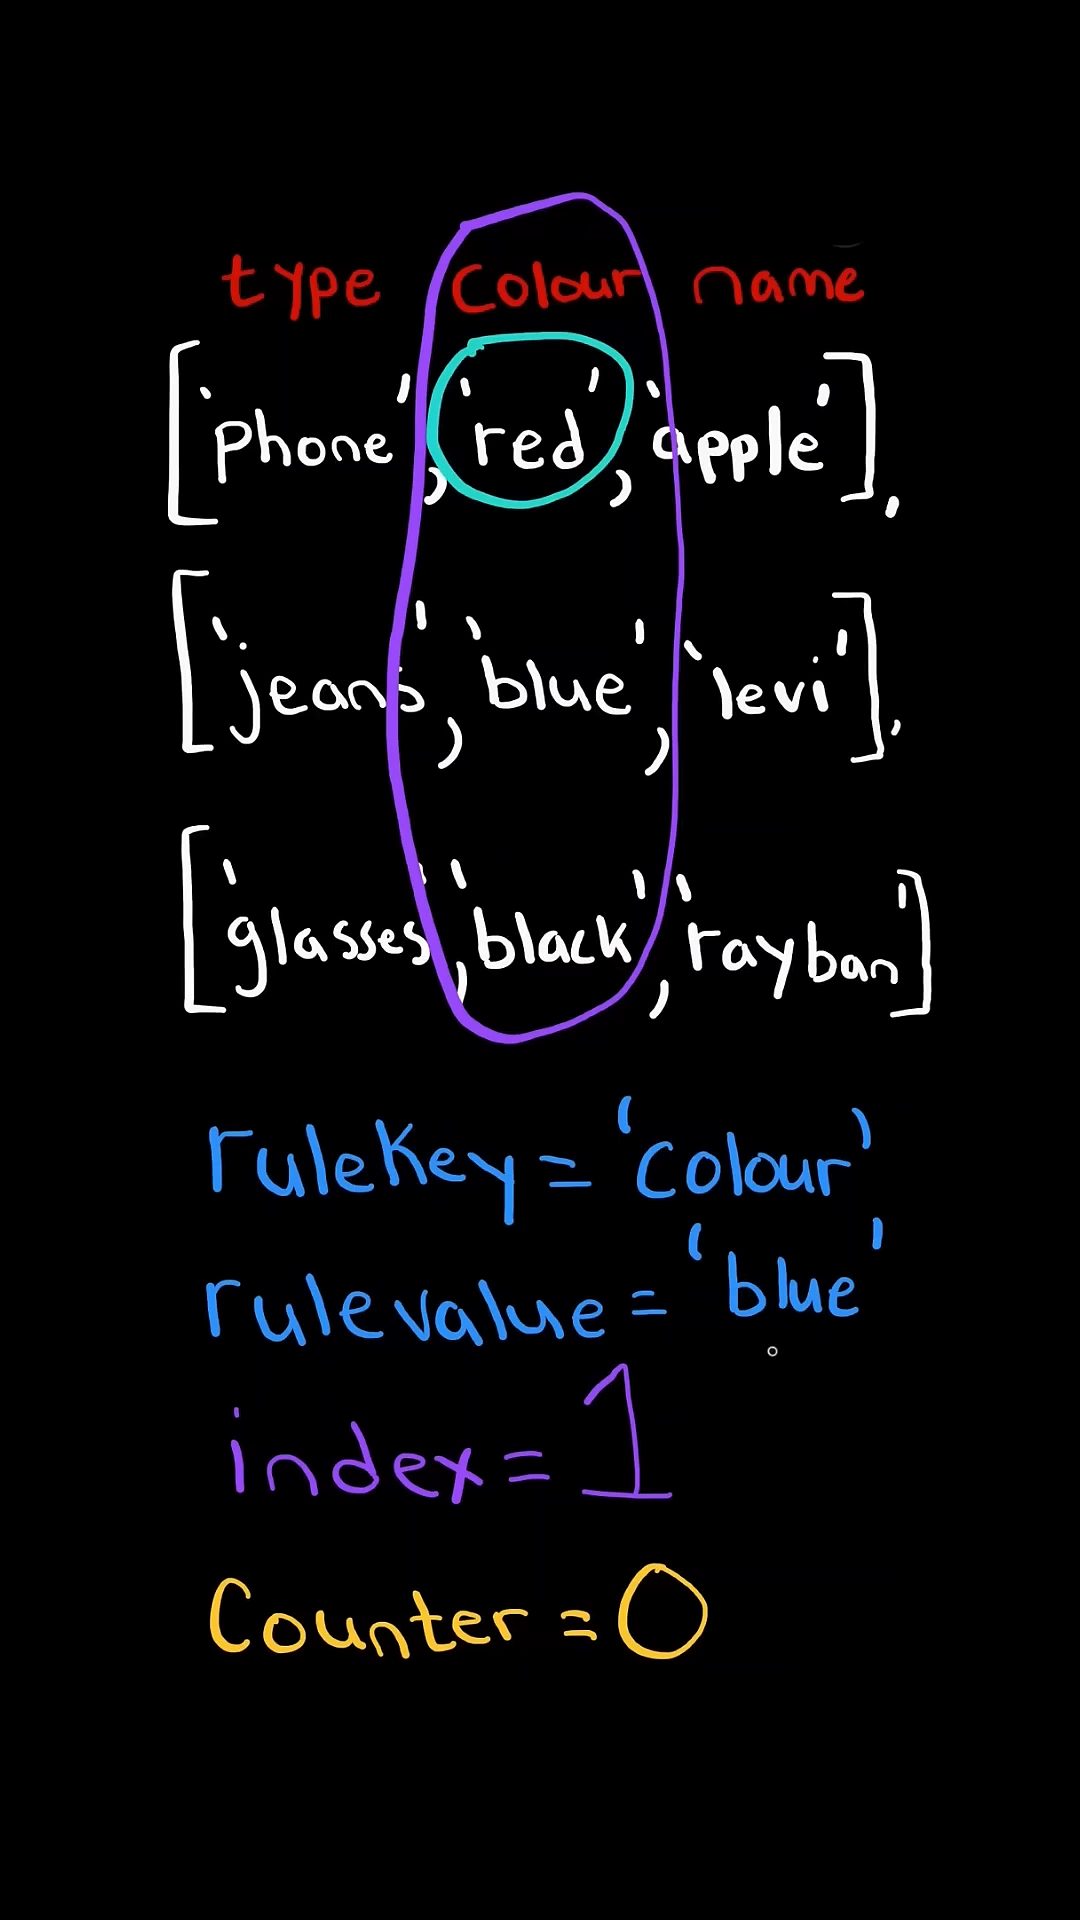 type colour name
['phone', 'red', 'apple'],
['jeans', 'blue', 'levi'],
['glasses', 'black', 'rayban']
rulekey = 'colour'
rulevalue = 'blue'
index = 1
Counter = 0